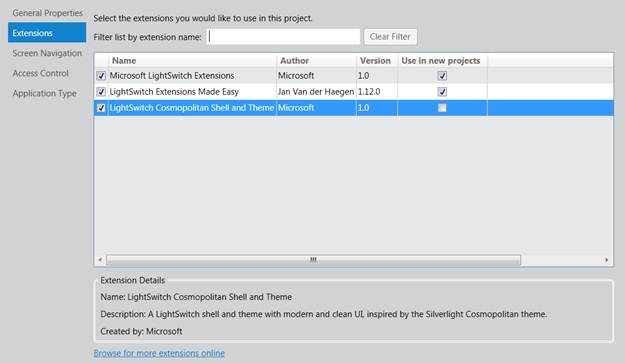 General Properties
Extensions
Screen Navigation
Access Control
Application Type
Select the extensions you would like to use in this project.
Filter list by extension name:
Clear Filter
Name Author Version Use in new projects
Microsoft LightSwitch Extensions Microsoft 1.0
LightSwitch Extensions Made Easy Jan Van der Haegen 1.12.0
LightSwitch Cosmopolitan Shell and Theme Microsoft 1.0
Extension Details
Name: LightSwitch Cosmopolitan Shell and Theme
Description: A LightSwitch shell and theme with modern and clean UI, inspired by the Silverlight Cosmopolitan theme.
Created by: Microsoft
Browse for more extensions online